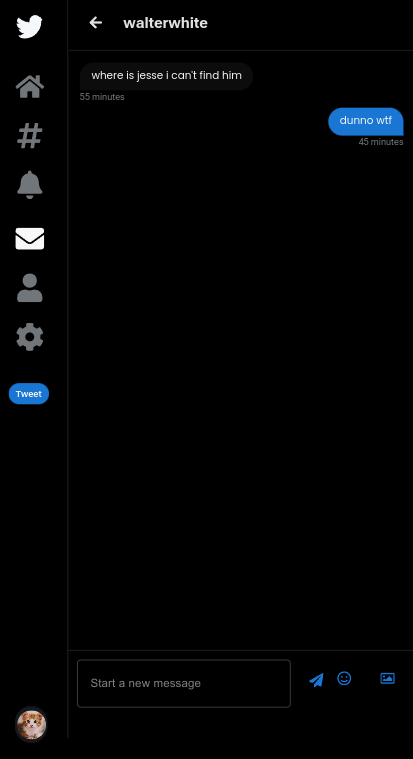 walterwhite
where is jesse i can't find him
55 minutes
dunno wtf
45 minutes
Tweet
Start a new message